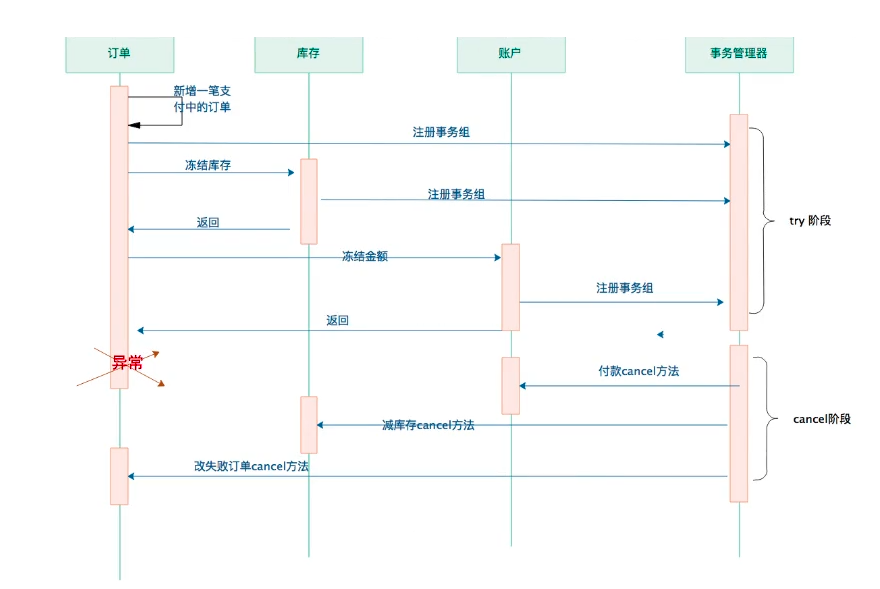 订单
库存
账户
事务管理器
新增一笔支
付中的订单
注册事务组
冻结库存
注册事务组
返回
try 阶段
冻结金额
注册事务组
返回
异常
付款cancel方法
减库存cancel方法
cancel阶段
改失败订单cancel方法